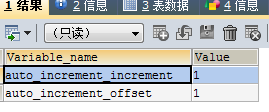 1 结果 2 信息 3 表数据 4 信息
（只读）
Variable_name Value
auto_increment_increment 1
auto_increment_offset 1